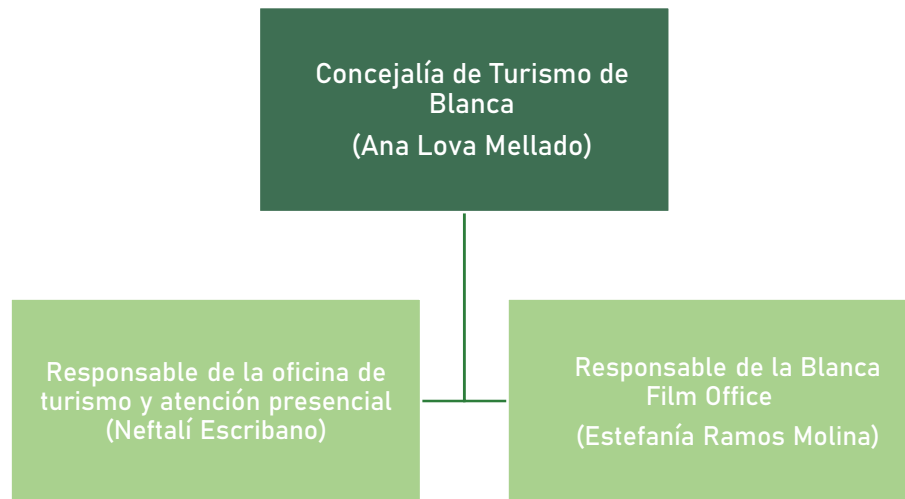 Concejalía de Turismo de
Blanca
(Ana Lova Mellado)
Responsable de la oficina de
turismo y atención presencial
(Neftalí Escribano)
Responsable de la Blanca
Film Office
(Estefanía Ramos Molina)